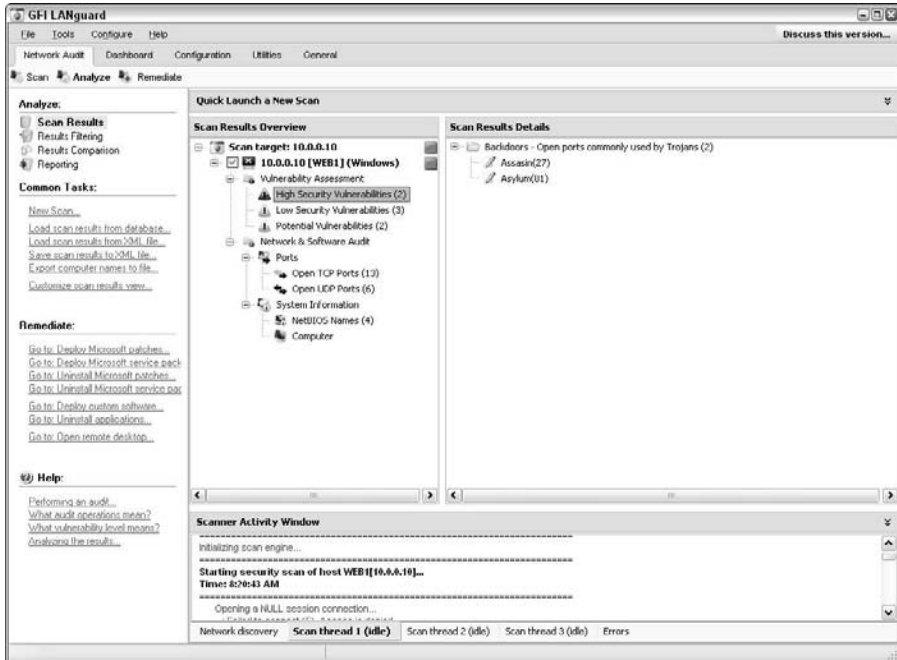 GFI LANguard
File Tools Configure Help
Discuss this version...
Network Audit Dashboard Configuration Utilities General
Scan Analyze Remediate
Analyze:
Scan Results
Results Filtering
Results Comparison
Reporting
Common Tasks:
New Scan...
Load scan results from database...
Load scan results from XML file...
Save scan results to XML file...
Export computer names to file...
Customize scan results view...
Remediate:
Go to: Deploy Microsoft patches...
Go to: Deploy Microsoft service pack
Go to: Uninstall Microsoft patches...
Go to: Uninstall Microsoft service pac
Go to: Deploy custom software...
Go to: Uninstall applications...
Go to: Open remote desktop...
Help:
Performing an audit...
What audit operations mean?
What vulnerability level means?
Analyzing the results...
Quick Launch a New Scan
Scan Results Overview
Scan target: 10.0.0.10
10.0.0.10 [WEB1] (Windows)
Vulnerability Assessment
High Security Vulnerabilities (2)
Low Security Vulnerabilities (3)
Potential Vulnerabilities (2)
Network & Software Audit
Ports
Open TCP Ports (13)
Open UDP Ports (6)
System Information
NetBIOS Names (4)
Computer
Scan Results Details
Backdoors - Open ports commonly used by Trojans (2)
Assasin(27)
Asylum(81)
Scanner Activity Window
Initializing scan engine...
Starting security scan of host WEB1[10.0.0.10]...
Time: 8:20:43 AM
Opening a NULL session connection...
Network discovery Scan thread 1 (idle) Scan thread 2 (idle) Scan thread 3 (idle) Errors